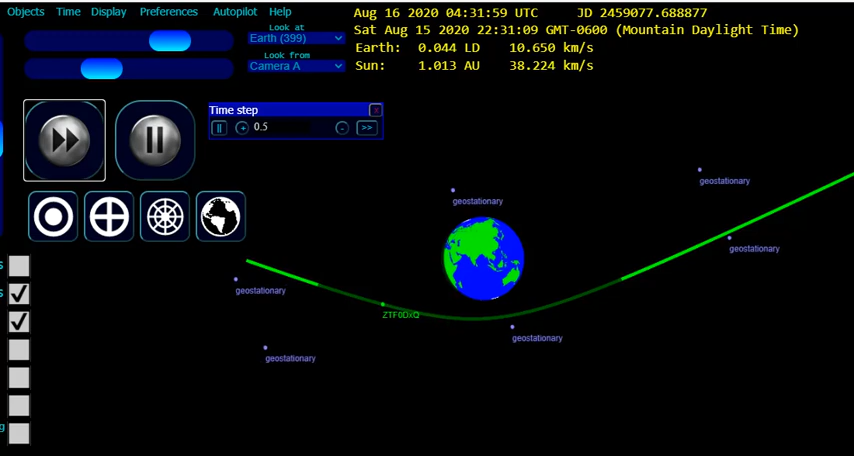 Objects Time Display Preferences Autopilot Help
Aug 16 2020 04:31:59 UTC JD 2459077.688877
Look at
Sat Aug 15 2020 22:31:09 GMT-0600 (Mountain Daylight Time)
Earth (399)
Earth: 0.044 LD 10.650 km/s
Look from
Camera A
Sun: 1.013 AU 38.224 km/s
Time step x
+ 0.5 - >>
geostationary
geostationary
geostationary
geostationary
ZTF0DxQ
geostationary
geostationary
s
s
g